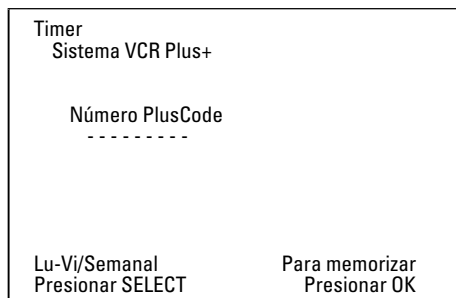 Timer
Sistema VCR Plus+
Número PlusCode
- - - - - - - - -
Lu-Vi/Semanal Para memorizar
Presionar SELECT Presionar OK